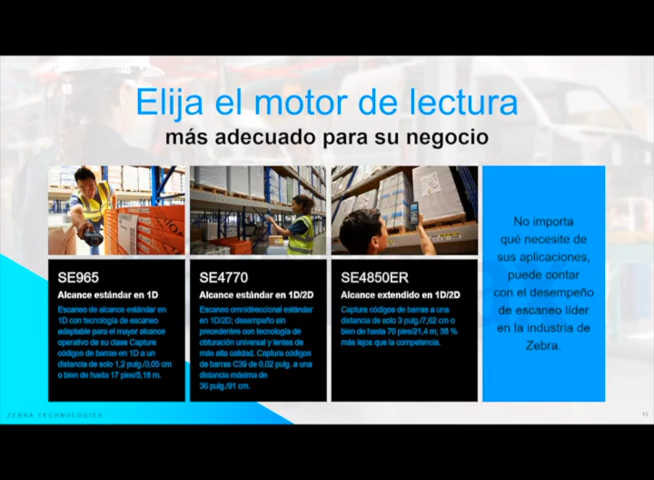 Elija el motor de lectura
más adecuado para su negocio
SE965
Alcance estándar en 1D
Escaneo de alcance estándar en
1D con tecnología de escaneo
adaptable para el mayor alcance
operativo de su clase Capture
códigos de barras en 1D a un
distancia de solo 1,2 pulg./3,05 cm
o bien de hasta 17 pies/5,18 m.
SE4770
Alcance estándar en 1D/2D
Escaneo omnidireccional estándar
en 1D/2D; desempeño sin
precedentes con tecnología de
obturación universal y lentes de
más alta calidad. Captura códigos
de barras C39 de 0,02 pulg. a una
distancia máxima de
36 pulg./91 cm.
SE4850ER
Alcance extendido en 1D/2D
Captura códigos de barras a una
distancia de solo 3 pulg./7,62 cm o
bien de hasta 70 pies/21,4 m; 35 %
más lejos que la competencia.
No importa
qué necesite de
sus aplicaciones,
puede contar
con el desempeño
de escaneo líder
en la industria de
Zebra.
ZEBRA TECHNOLOGIES
15